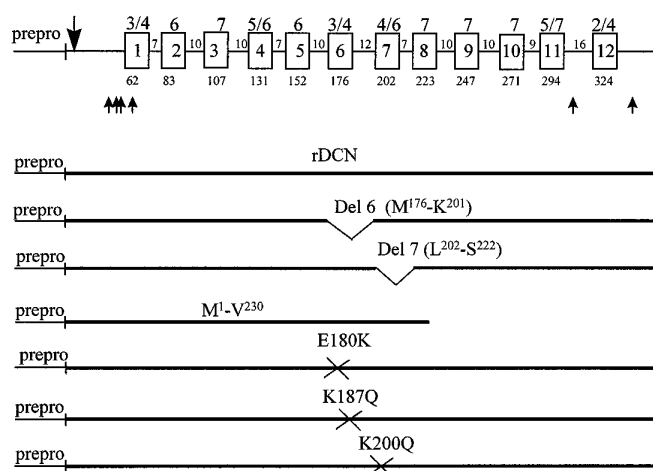 3/4 6 7 5/6 6 3/4 4/6 7 7 7 5/7 2/4
prepro 1 7 2 10 3 10 4 7 5 10 6 12 7 10 8 10 9 10 10 9 11 16 12
62 83 107 131 152 176 202 223 247 271 294 324
prepro rDCN
prepro Del 6 (M176-K201)
prepro Del 7 (L202-S222)
prepro M1-V230
E180K
prepro
K187Q
prepro
K200Q
prepro